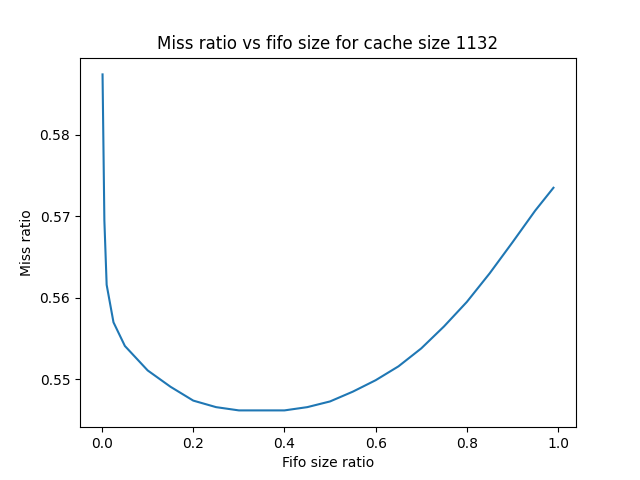 Miss ratio vs fifo size for cache size 1132
Miss ratio
0.58
0.57
0.56
0.55
0.0 0.2 0.4 0.6 0.8 1.0
Fifo size ratio